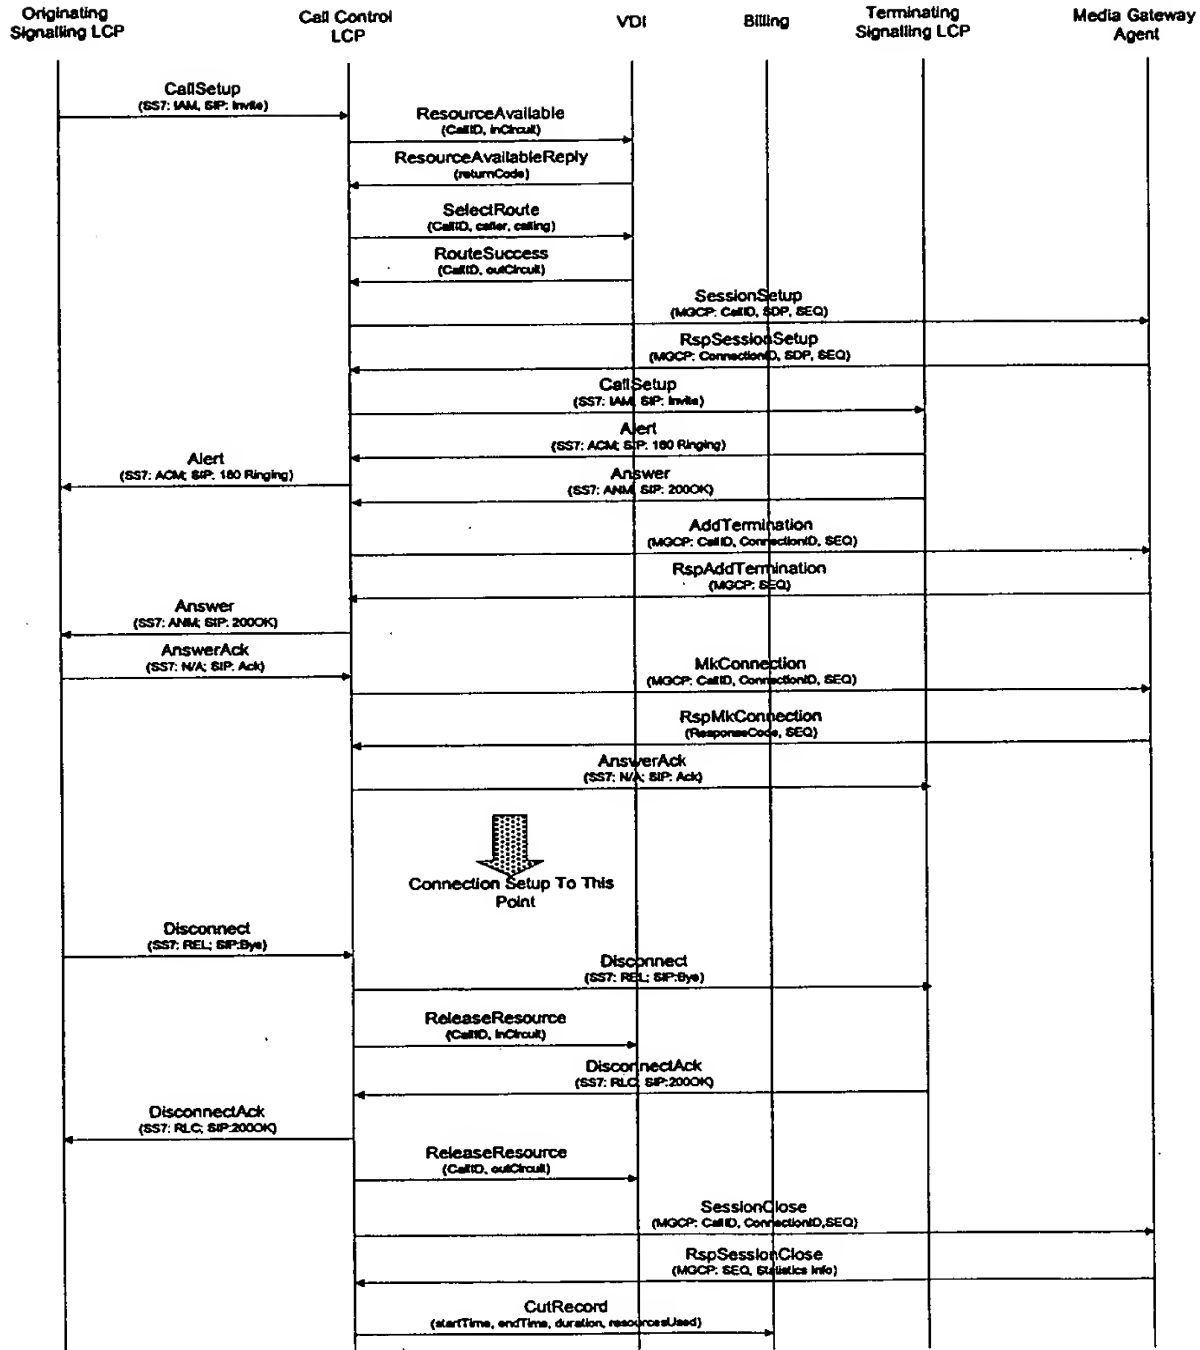 Originating
Signalling LCP
Call Control
LCP
VDI
Billing
Terminating
Signalling LCP
Media Gateway
Agent
CallSetup
(SS7: IAM, SIP: Invite)
ResourceAvailable
(CallID, inCircuit)
ResourceAvailableReply
(returnCode)
SelectRoute
(CallID, caller, calling)
RouteSuccess
(CallID, outCircuit)
SessionSetup
(MGCP: CallID, SDP, SEQ)
RspSessionSetup
(MGCP: ConnectionID, SDP, SEQ)
CallSetup
(SS7: IAM, SIP: Invite)
Alert
(SS7: ACM; SIP: 180 Ringing)
Alert
(SS7: ACM; SIP: 180 Ringing)
Answer
(SS7: ANM, SIP: 200OK)
AddTermination
(MGCP: CallID, ConnectionID, SEQ)
RspAddTermination
(MGCP: SEQ)
Answer
(SS7: ANM; SIP: 200OK)
AnswerAck
(SS7: N/A; SIP: Ack)
MkConnection
(MGCP: CallID, ConnectionID, SEQ)
RspMkConnection
(ResponseCode, SEQ)
AnswerAck
(SS7: N/A; SIP: Ack)
Connection Setup To This
Point
Disconnect
(SS7: REL; SIP:Bye)
Disconnect
(SS7: REL; SIP:Bye)
ReleaseResource
(CallID, inCircuit)
DisconnectAck
(SS7: RLC; SIP:200OK)
DisconnectAck
(SS7: RLC; SIP:200OK)
ReleaseResource
(CallID, outCircuit)
SessionClose
(MGCP: CallID, ConnectionID,SEQ)
RspSessionClose
(MGCP: SEQ, Statistics Info)
CutRecord
(startTime, endTime, duration, resourcesUsed)